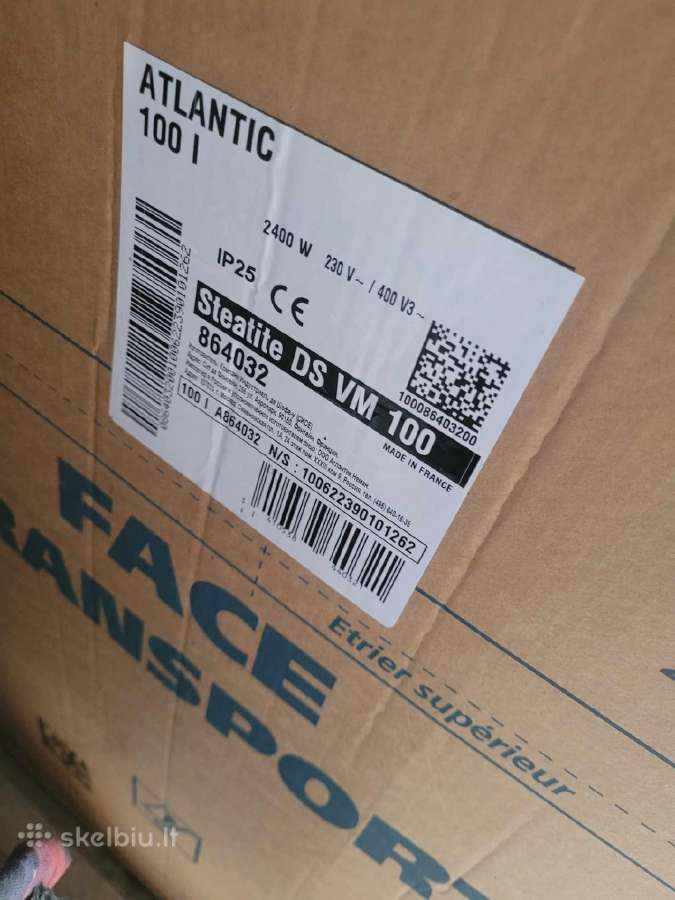 ATLANTIC
100 l
2400 W 230 V~ / 400 V3~
IP25 CE
Steatite DS VM 100
864032
100086403200
MADE IN FRANCE
100 l A864032 N/S : 100622390101262
FACE
TRANSPORT
Etrier supérieur
skelbiu.lt